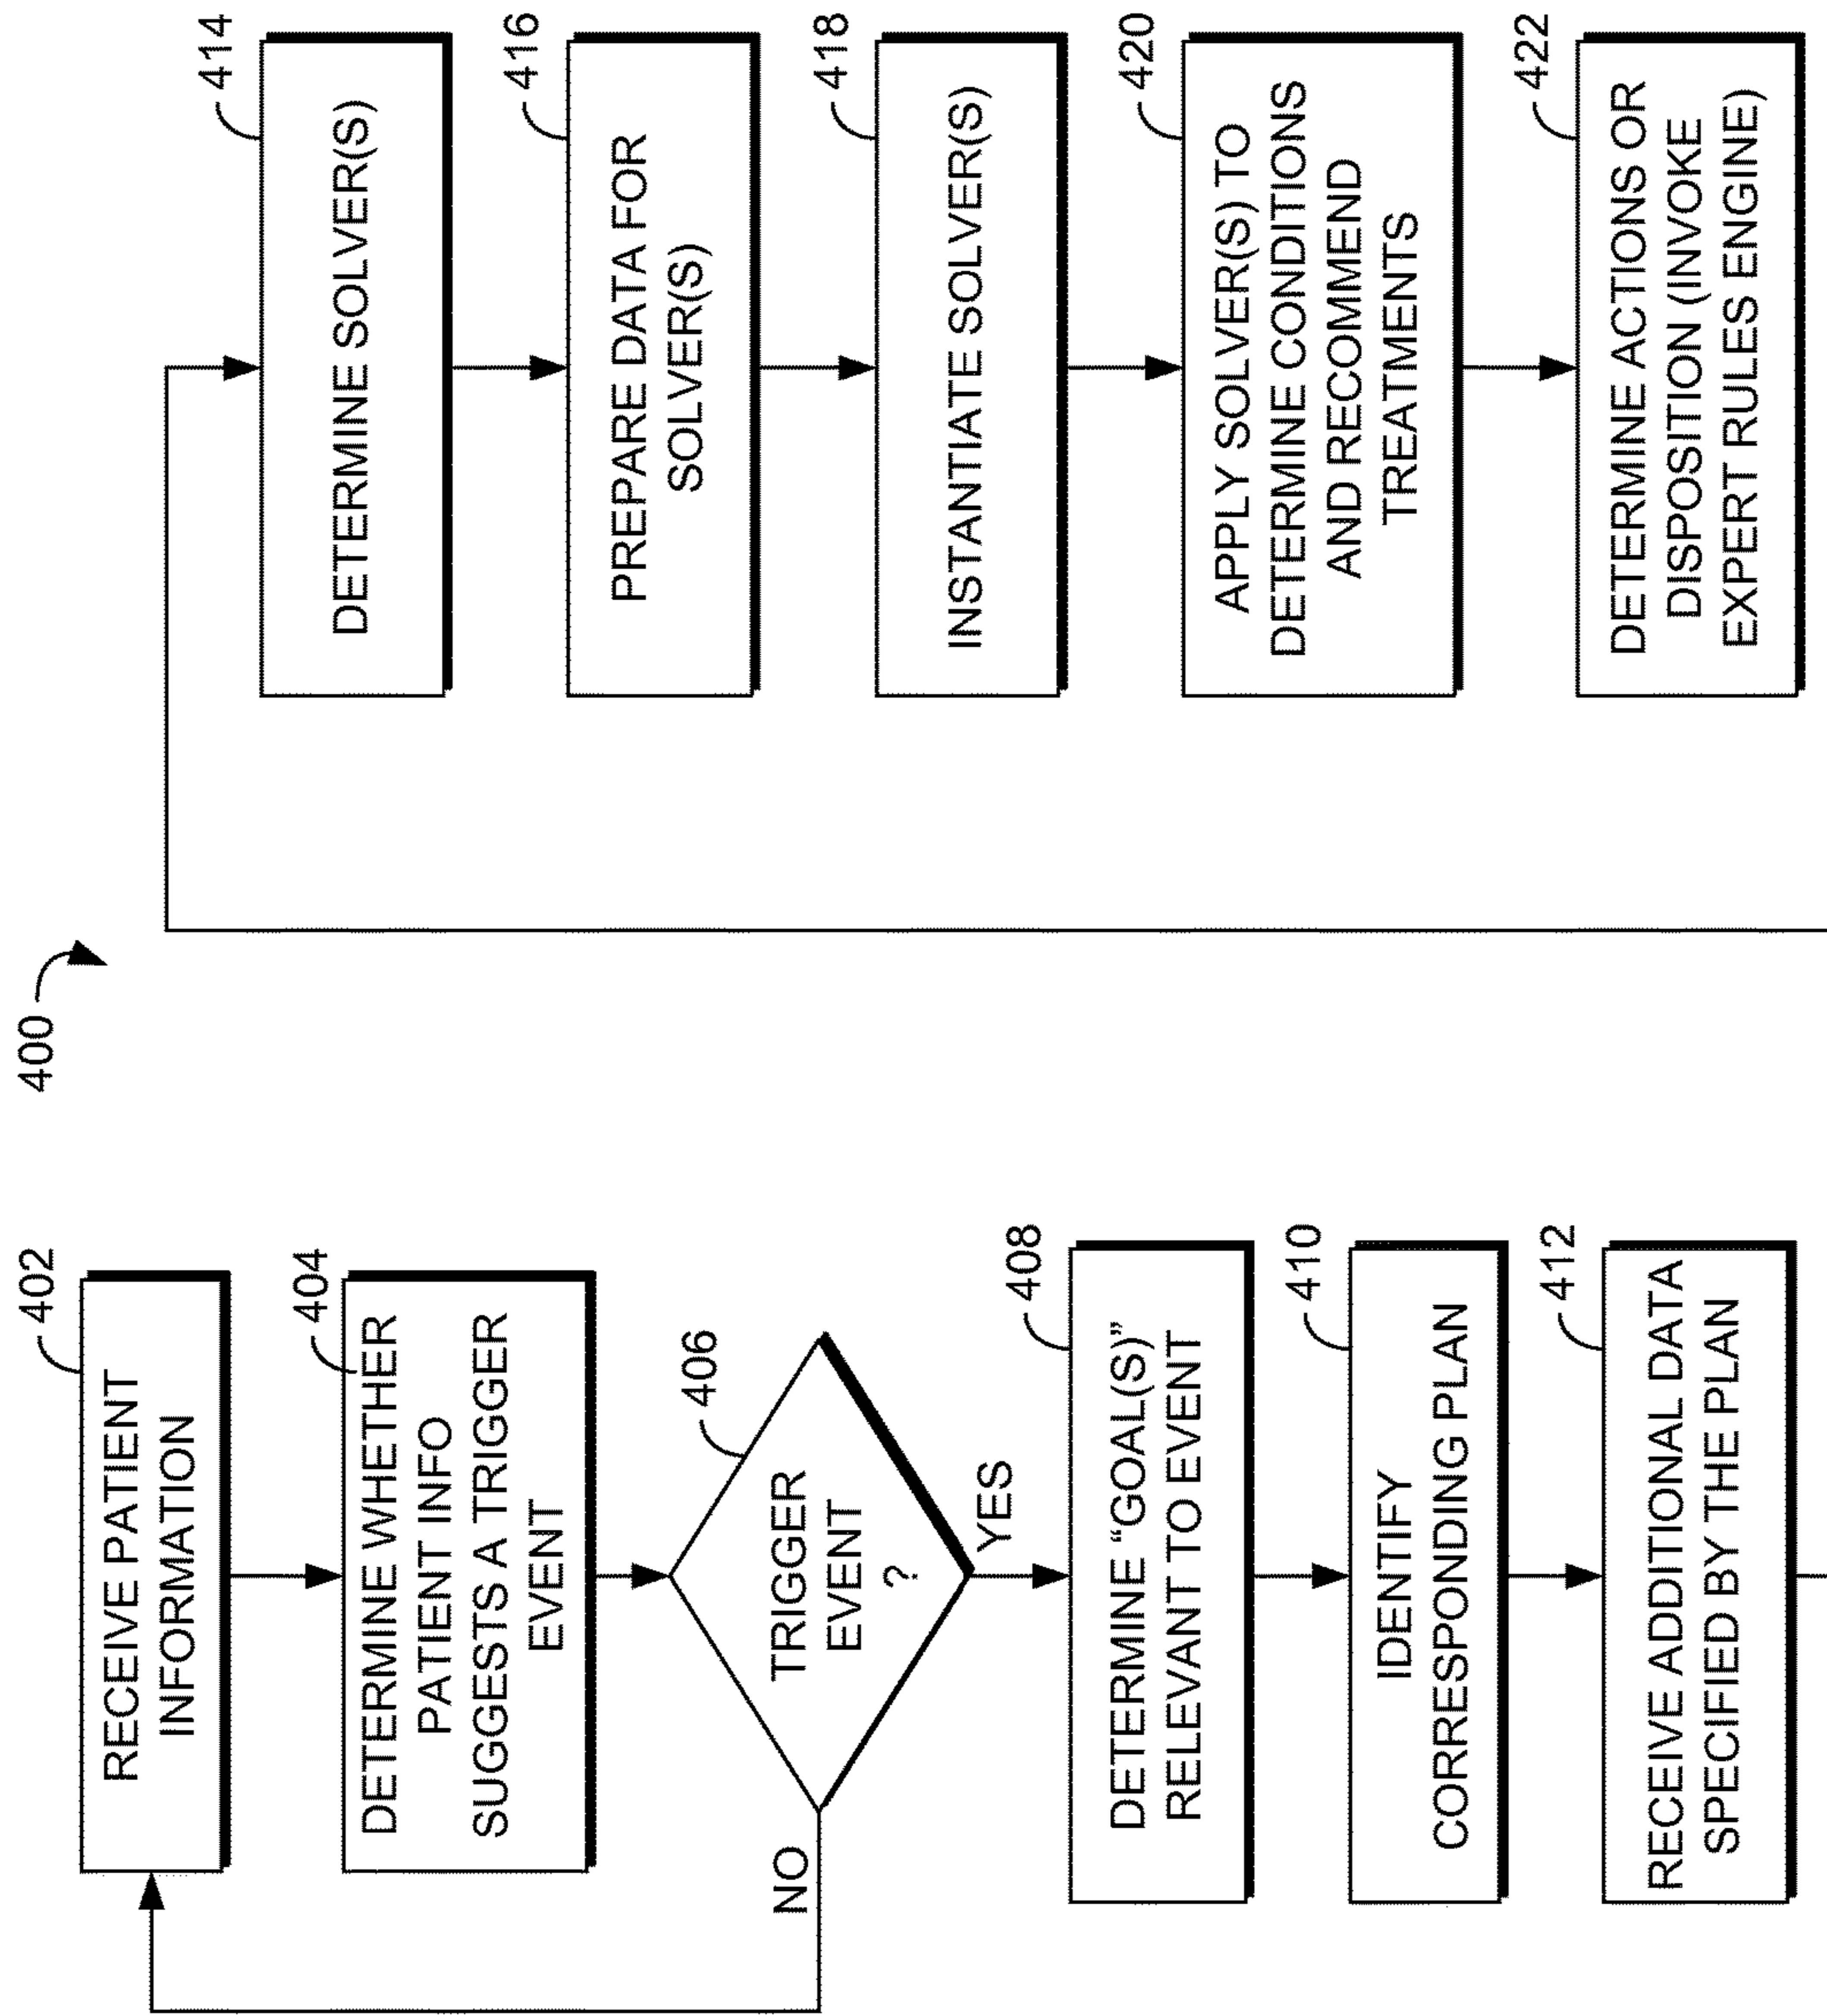 400
402
RECEIVE PATIENT
INFORMATION
404
DETERMINE WHETHER
PATIENT INFO
SUGGESTS A TRIGGER
EVENT
406
TRIGGER
EVENT
?
NO
YES
408
DETERMINE “GOAL(S)”
RELEVANT TO EVENT
410
IDENTIFY
CORRESPONDING PLAN
412
RECEIVE ADDITIONAL DATA
SPECIFIED BY THE PLAN
414
DETERMINE SOLVER(S)
416
PREPARE DATA FOR
SOLVER(S)
418
INSTANTIATE SOLVER(S)
420
APPLY SOLVER(S) TO
DETERMINE CONDITIONS
AND RECOMMEND
TREATMENTS
422
DETERMINE ACTIONS OR
DISPOSITION (INVOKE
EXPERT RULES ENGINE)